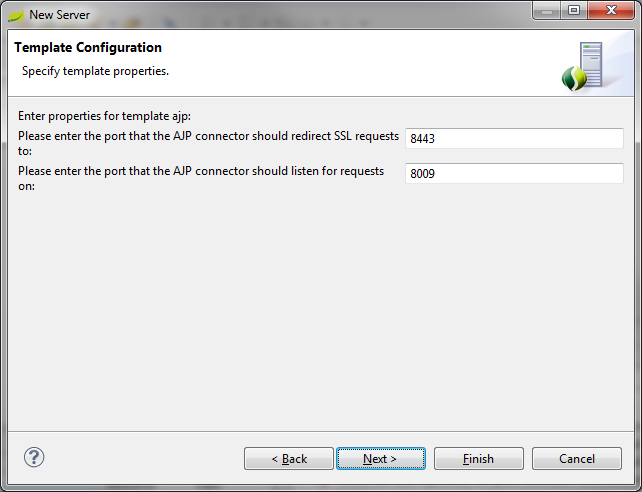 New Server
Template Configuration
Specify template properties.
Enter properties for template ajp:
Please enter the port that the AJP connector should redirect SSL requests
to:
8443
Please enter the port that the AJP connector should listen for requests
on:
8009
?
< Back
Next >
Finish
Cancel